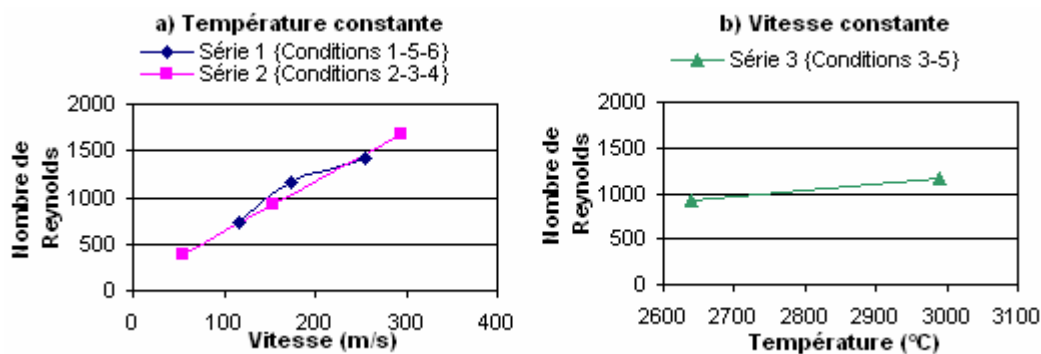 a) Température constante
Série 1 {Conditions 1-5-6}
Série 2 {Conditions 2-3-4}
Nombre de
Reynolds
2000
1500
1000
500
0
0 100 200 300 400
Vitesse (m/s)
b) Vitesse constante
Série 3 {Conditions 3-5}
Nombre de
Reynolds
2000
1500
1000
500
0
2600 2700 2800 2900 3000 3100
Température (°C)